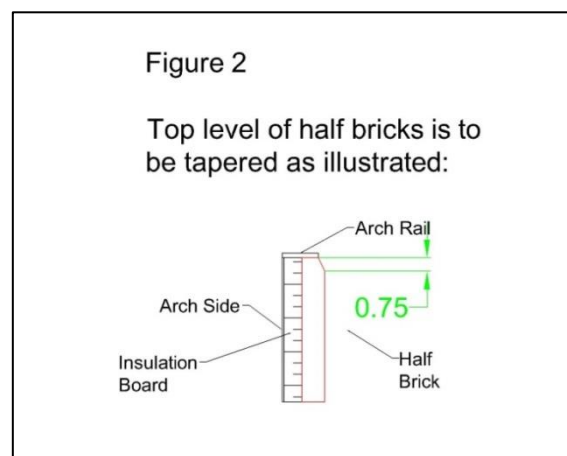 Figure 2
Top level of half bricks is to
be tapered as illustrated:
Arch Rail
0.75
Arch Side
Insulation
Board
Half
Brick